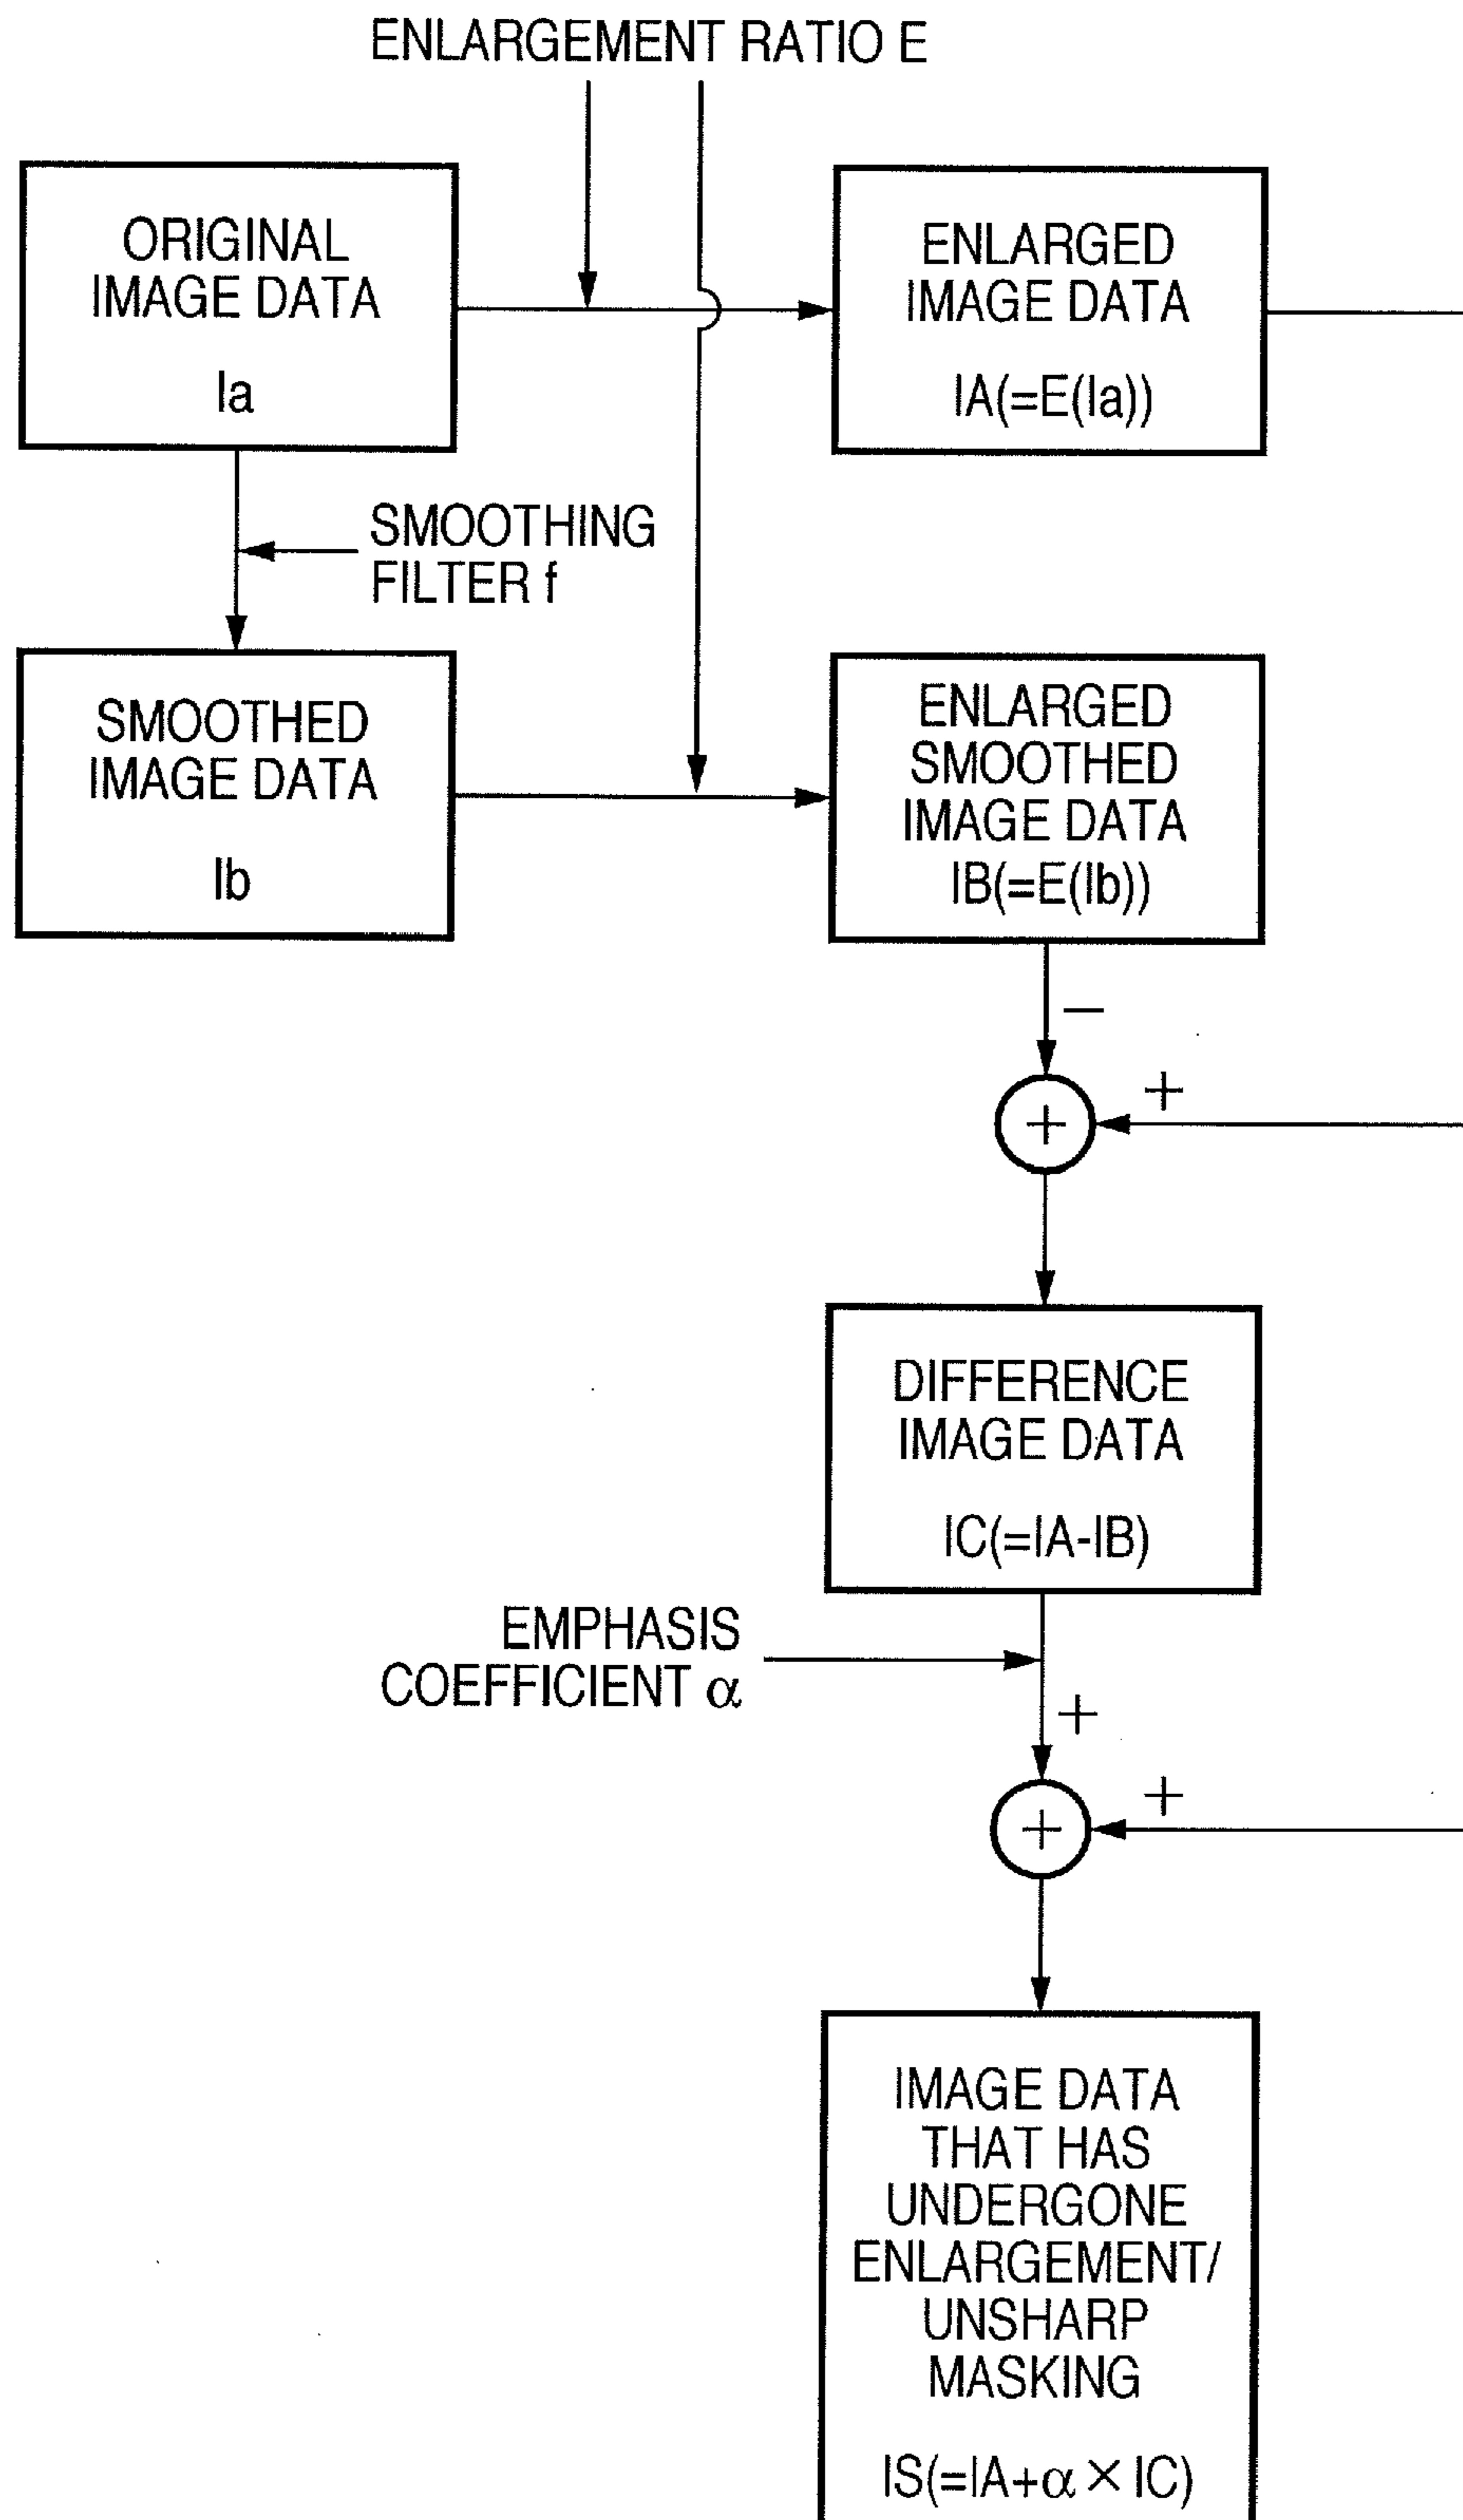 ENLARGEMENT RATIO E
ORIGINAL
IMAGE DATA
Ia
ENLARGED
IMAGE DATA
IA(=E(Ia))
SMOOTHING
FILTER f
SMOOTHED
IMAGE DATA
Ib
ENLARGED
SMOOTHED
IMAGE DATA
IB(=E(Ib))
−
+
+
DIFFERENCE
IMAGE DATA
IC(=IA-IB)
EMPHASIS
COEFFICIENT α
+
+
+
IMAGE DATA
THAT HAS
UNDERGONE
ENLARGEMENT/
UNSHARP
MASKING
IS(=IA+α×IC)